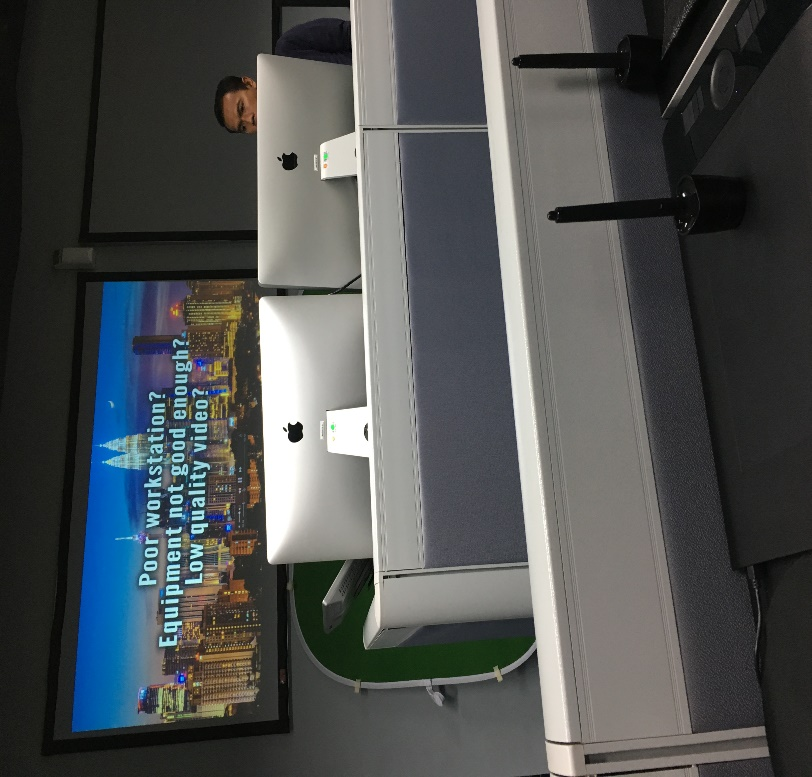 Poor workstation?
Equipment not good enough?
Low quality video?